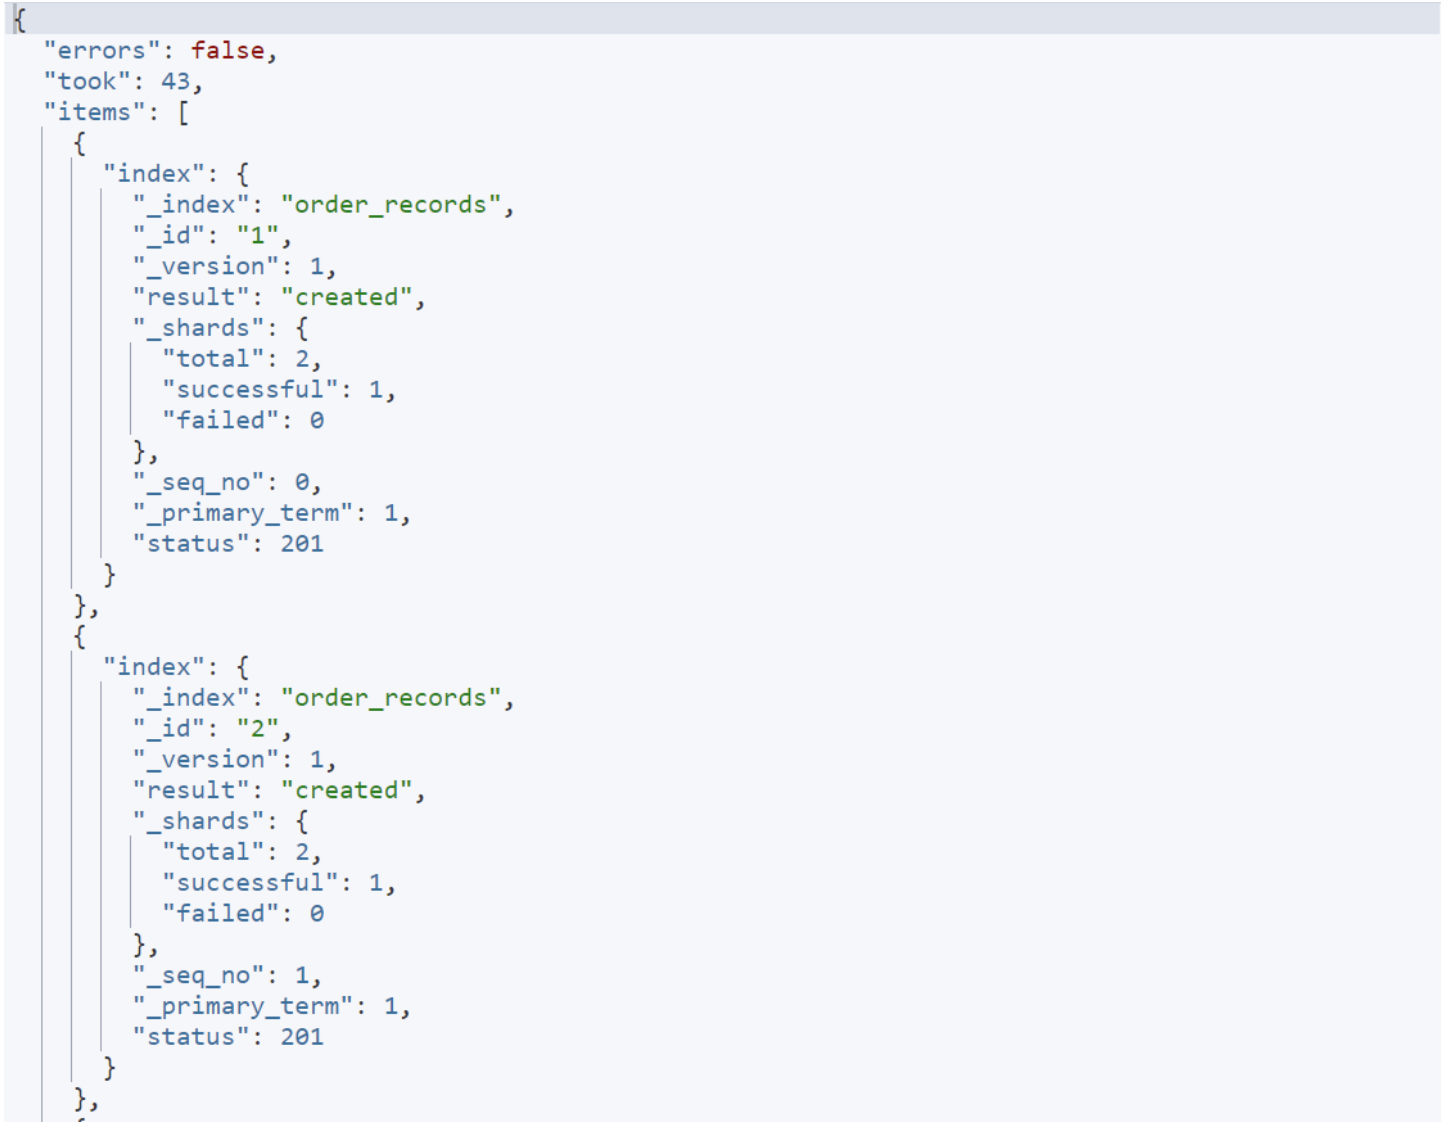 {
  "errors": false,
  "took": 43,
  "items": [
    {
      "index": {
        "_index": "order_records",
        "_id": "1",
        "_version": 1,
        "result": "created",
        "_shards": {
          "total": 2,
          "successful": 1,
          "failed": 0
        },
        "_seq_no": 0,
        "_primary_term": 1,
        "status": 201
      }
    },
    {
      "index": {
        "_index": "order_records",
        "_id": "2",
        "_version": 1,
        "result": "created",
        "_shards": {
          "total": 2,
          "successful": 1,
          "failed": 0
        },
        "_seq_no": 1,
        "_primary_term": 1,
        "status": 201
      }
    },